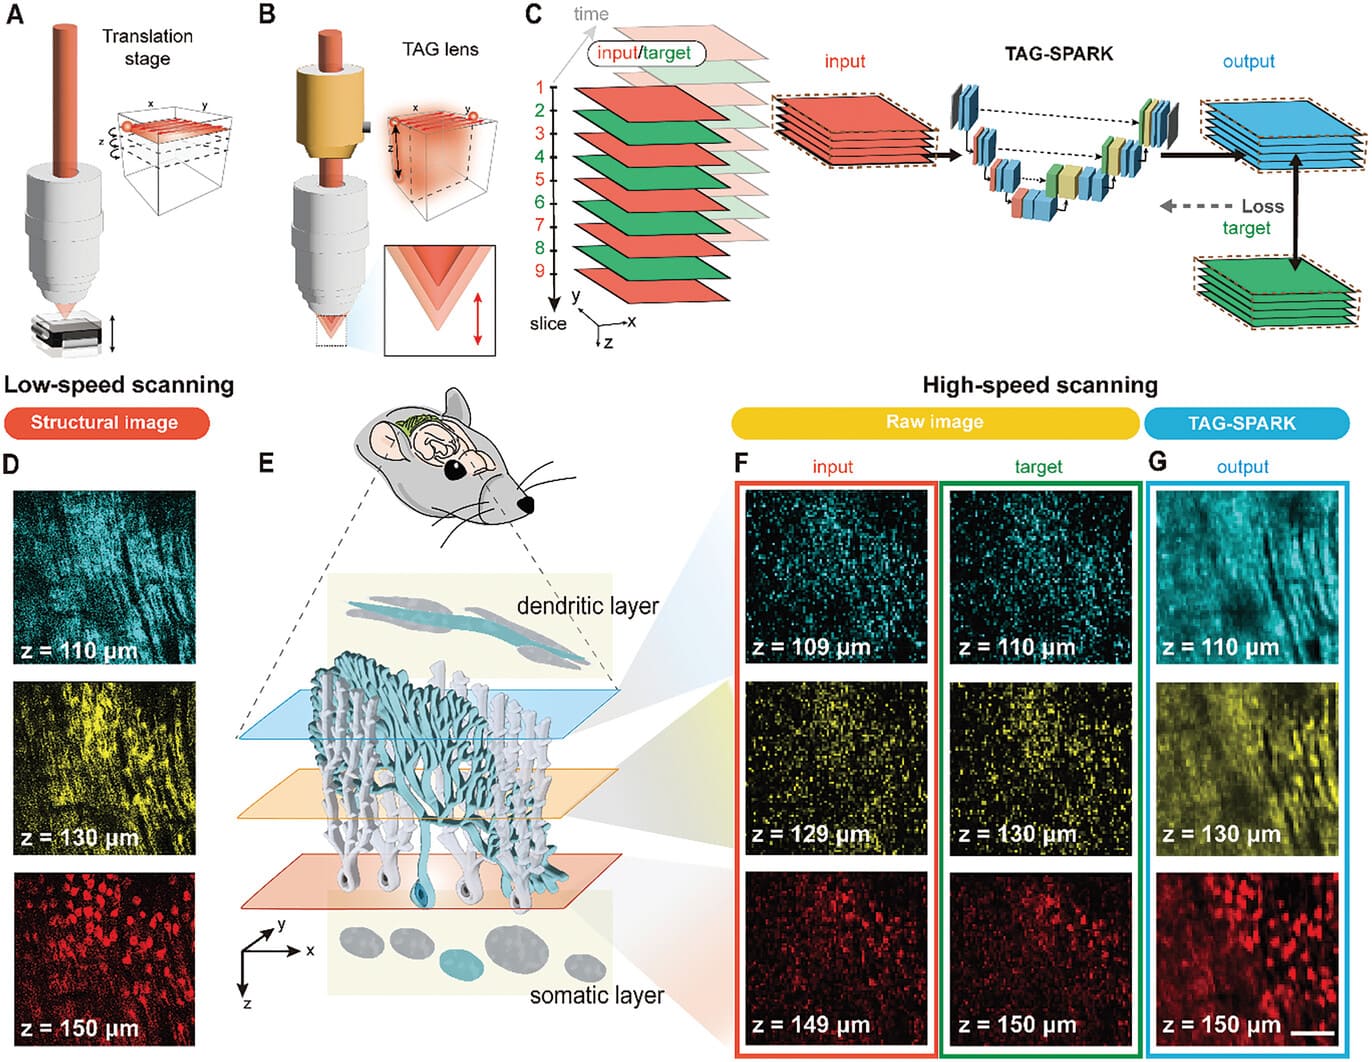 A
Translation
stage
x
y
z
B
TAG lens
x
y
z
C
time
input/target
1
2
3
4
5
6
7
8
9
slice
y
x
z
input
TAG-SPARK
output
Loss
target
Low-speed scanning
Structural image
High-speed scanning
Raw image
TAG-SPARK
D
z = 110 µm
z = 130 µm
z = 150 µm
E
dendritic layer
somatic layer
y
x
z
F
input
target
z = 109 µm
z = 110 µm
z = 129 µm
z = 130 µm
z = 149 µm
z = 150 µm
G
output
z = 110 µm
z = 130 µm
z = 150 µm